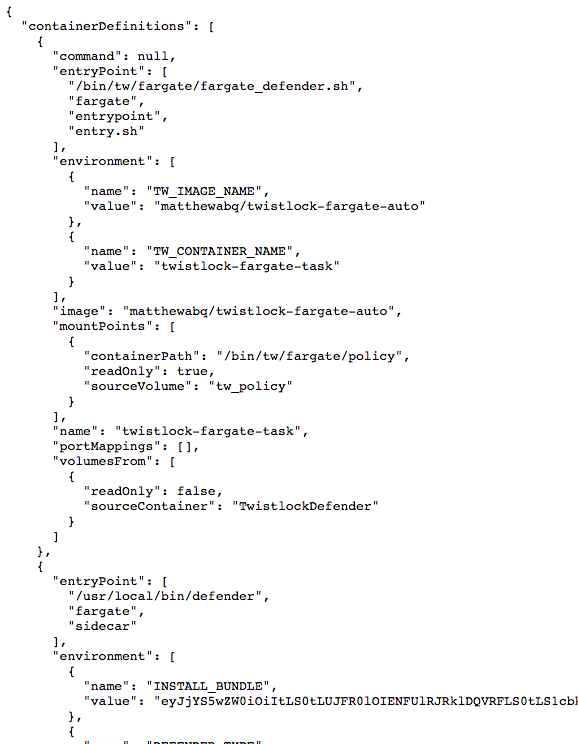 {
  "containerDefinitions": [
    {
      "command": null,
      "entryPoint": [
        "/bin/tw/fargate/fargate_defender.sh",
        "fargate",
        "entrypoint",
        "entry.sh"
      ],
      "environment": [
        {
          "name": "TW_IMAGE_NAME",
          "value": "matthewabq/twistlock-fargate-auto"
        },
        {
          "name": "TW_CONTAINER_NAME",
          "value": "twistlock-fargate-task"
        }
      ],
      "image": "matthewabq/twistlock-fargate-auto",
      "mountPoints": [
        {
          "containerPath": "/bin/tw/fargate/policy",
          "readOnly": true,
          "sourceVolume": "tw_policy"
        }
      ],
      "name": "twistlock-fargate-task",
      "portMappings": [],
      "volumesFrom": [
        {
          "readOnly": false,
          "sourceContainer": "TwistlockDefender"
        }
      ]
    },
    {
      "entryPoint": [
        "/usr/local/bin/defender",
        "fargate",
        "sidecar"
      ],
      "environment": [
        {
          "name": "INSTALL_BUNDLE",
          "value":
        },
        {